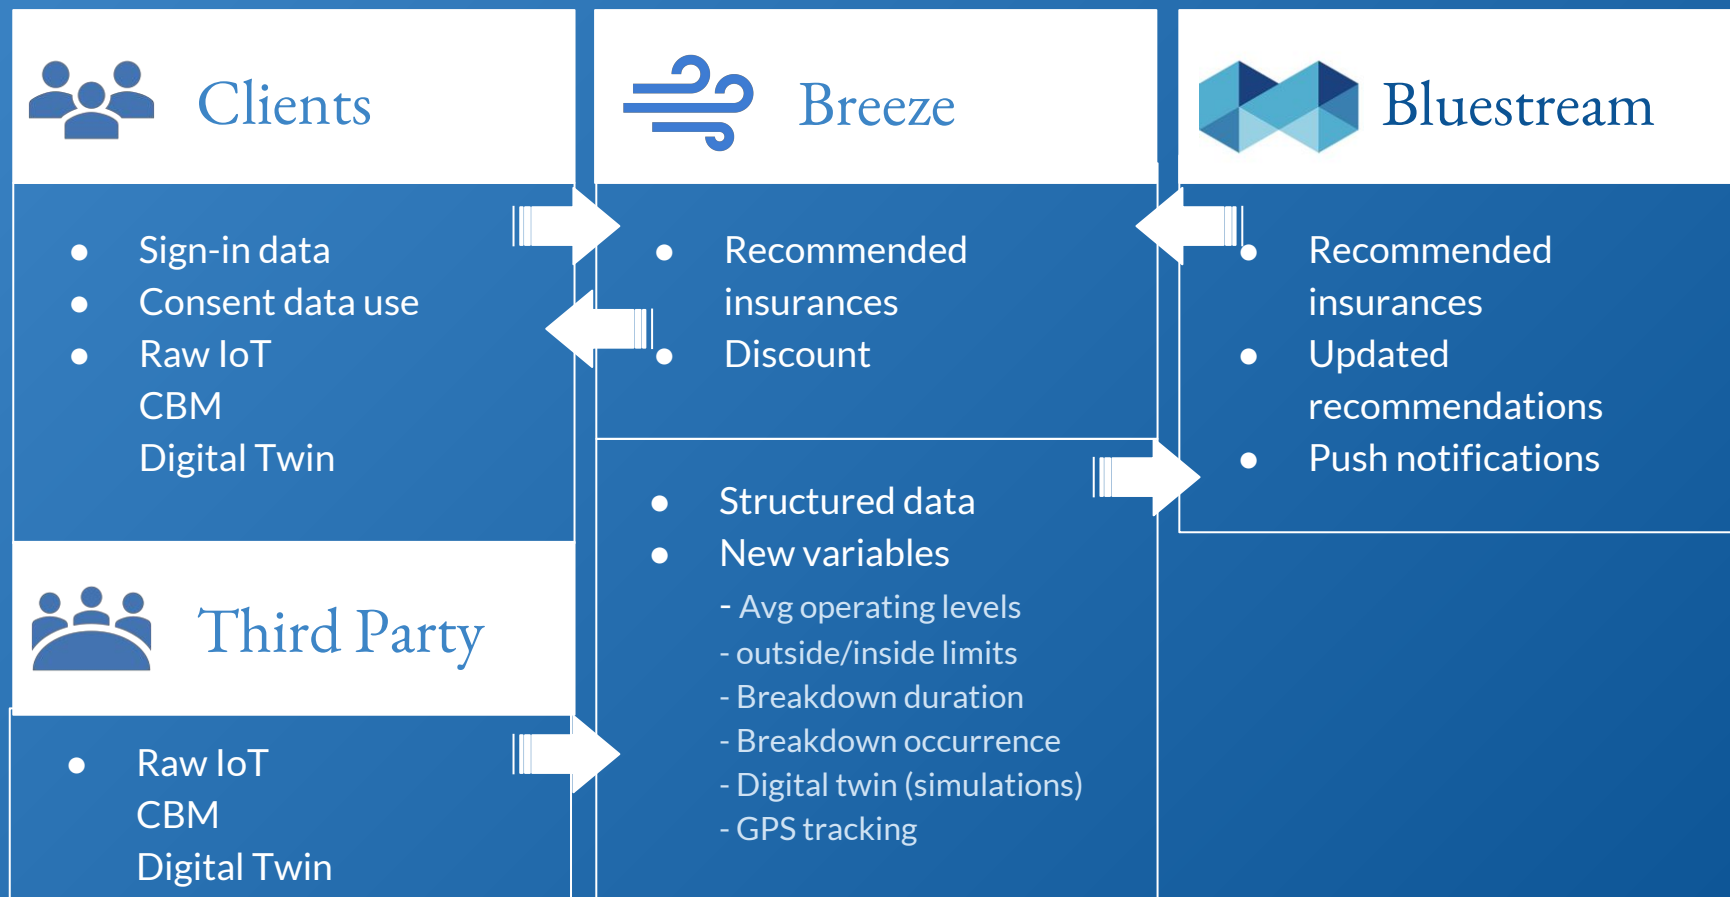 Clients
● Sign-in data
● Consent data use
● Raw IoT
CBM
Digital Twin
Third Party
● Raw IoT
CBM
Digital Twin
Breeze
● Recommended
insurances
● Discount
● Structured data
● New variables
- Avg operating levels
- outside/inside limits
- Breakdown duration
- Breakdown occurrence
- Digital twin (simulations)
- GPS tracking
Bluestream
● Recommended
insurances
● Updated
recommendations
● Push notifications